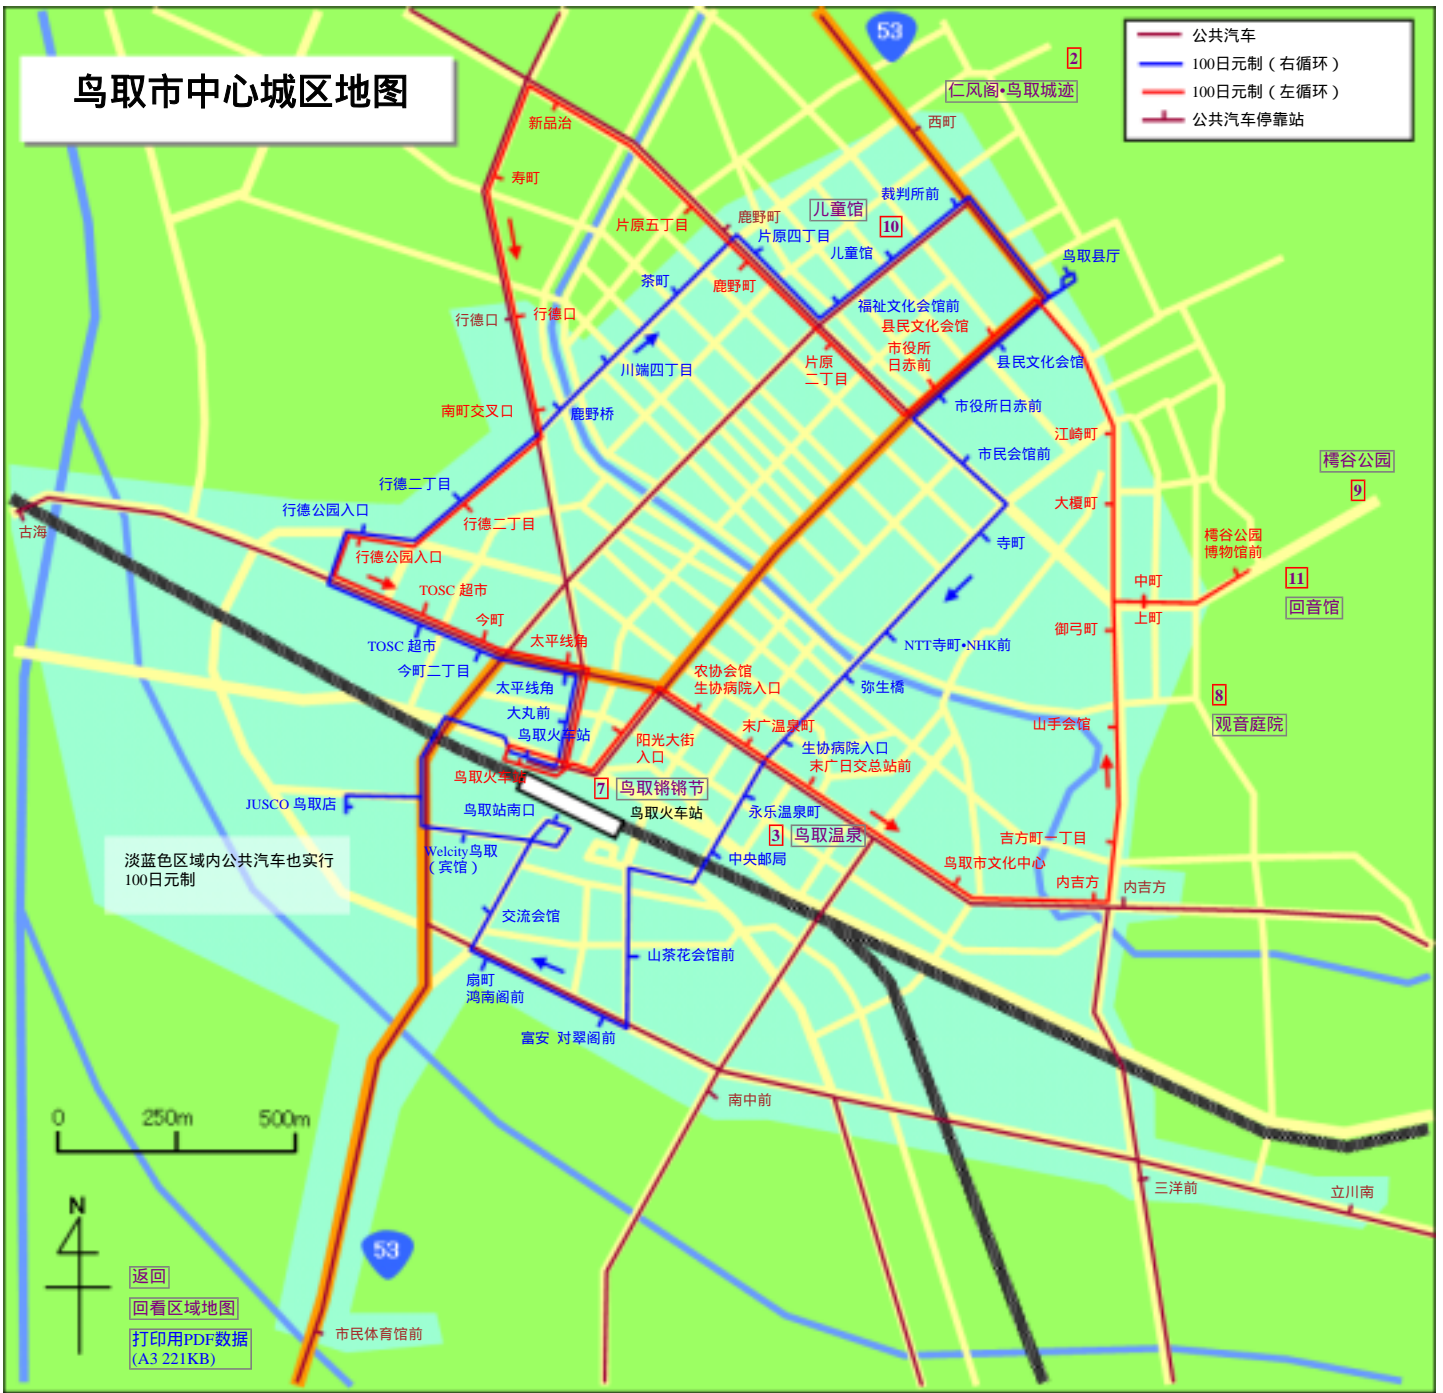 鸟取市中心城区地图
53
公共汽车
100日元制（右循环）
100日元制（左循环）
公共汽车停靠站
2
仁风阁•鸟取城迹
西町
新品治
寿町
裁判所前
儿童馆
10
片原五丁目
鹿野町
片原四丁目
儿童馆
鸟取县厅
茶町
鹿野町
福祉文化会馆前
行德口
行德口
县民文化会馆
市役所
日赤前
县民文化会馆
片原
二丁目
川端四丁目
南町交叉口
鹿野桥
市役所日赤前
江崎町
市民会馆前
樗谷公园
9
行德二丁目
行德公园入口
行德二丁目
大榎町
古海
行德公园入口
寺町
樗谷公园
博物馆前
TOSC 超市
中町
上町
11
回音馆
今町
太平线角
御弓町
TOSC 超市
今町二丁目
NTT寺町•NHK前
农协会馆
生协病院入口
太平线角
弥生橋
8
观音庭院
大丸前
末广温泉町
山手会馆
鸟取火车站
阳光大街
入口
生协病院入口
末广日交总站前
鸟取火车站
7
鸟取锵锵节
JUSCO 鸟取店
鸟取站南口
鸟取火车站
永乐温泉町
3
鸟取温泉
吉方町一丁目
Welcity鸟取
（宾馆）
中央邮局
鸟取市文化中心
淡蓝色区域内公共汽车也实行
100日元制
内吉方
内吉方
交流会馆
山茶花会馆前
扇町
鸿南阁前
富安 对翠阁前
南中前
0 250m 500m
三洋前
立川南
N
53
返回
回看区域地图
打印用PDF数据
(A3 221KB)
市民体育馆前